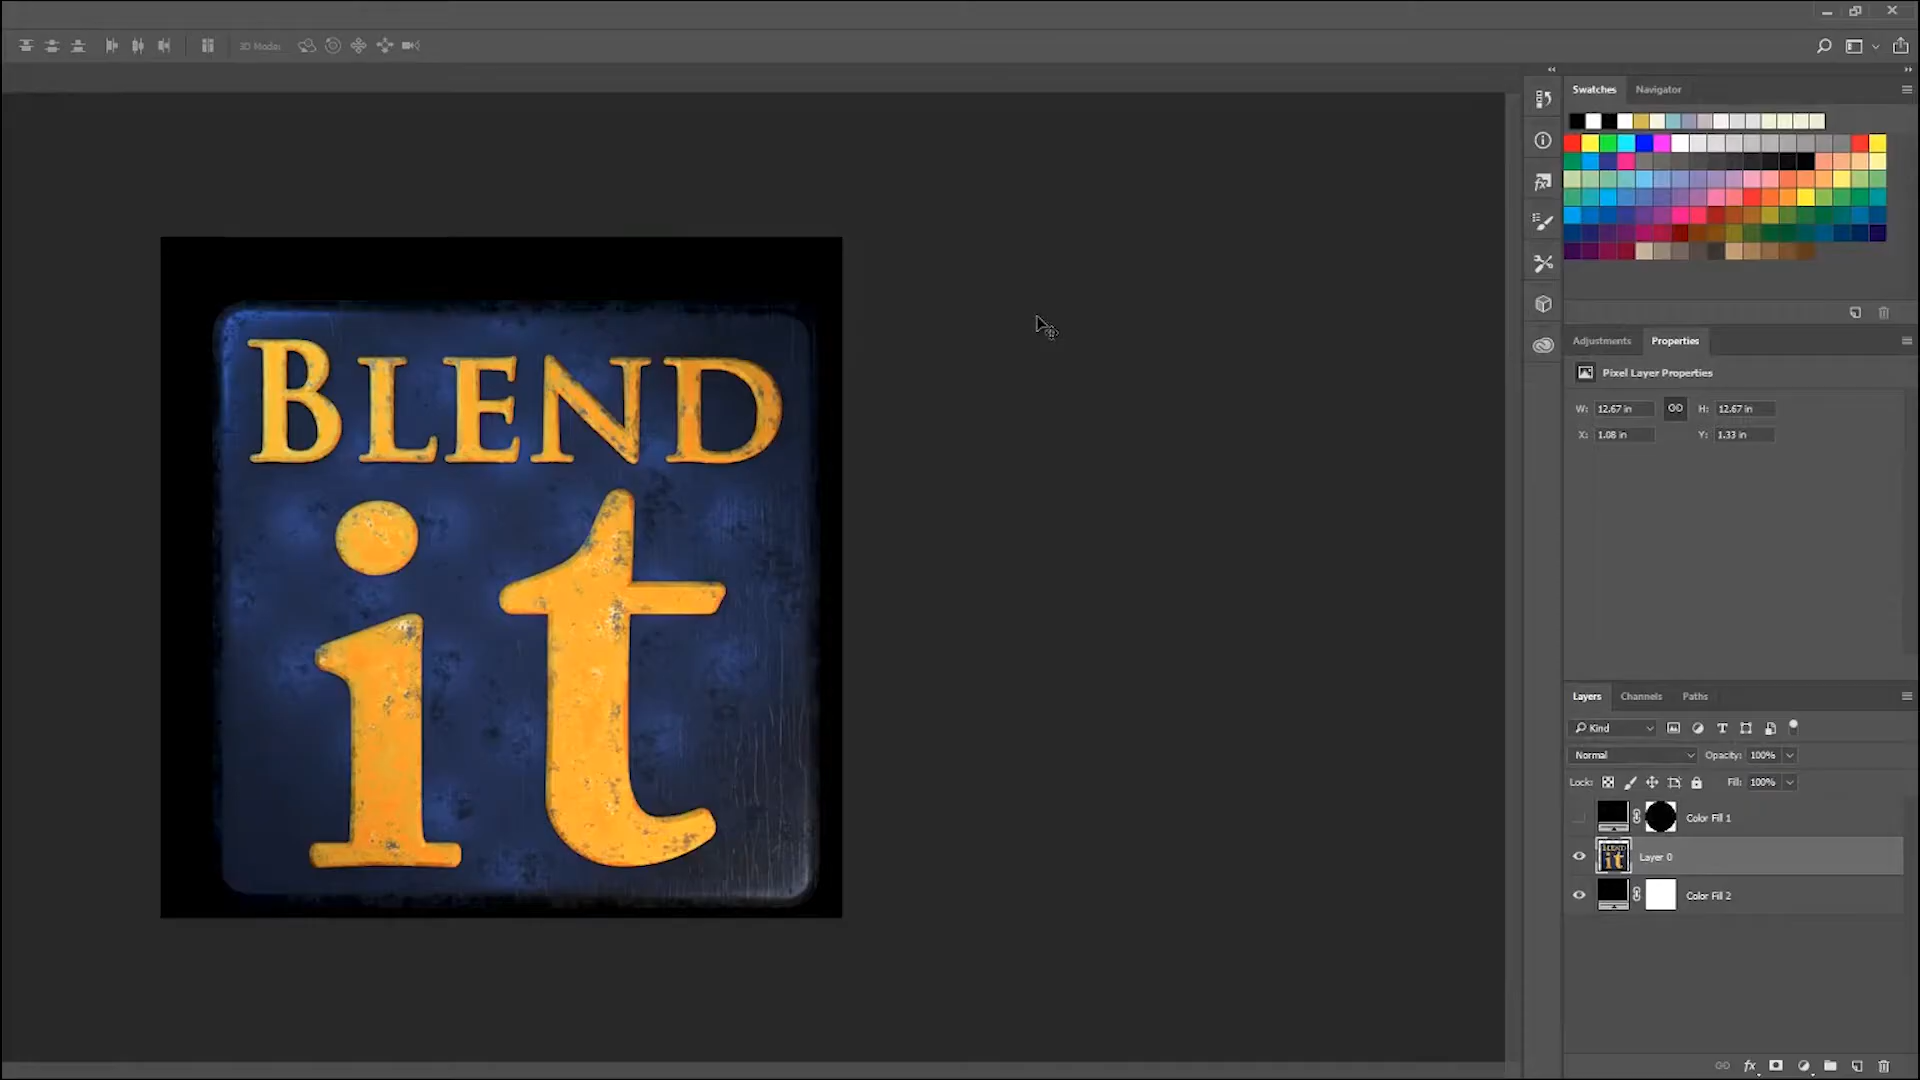 3D Mode:
Swatches Navigator
Adjustments Properties
Pixel Layer Properties
W: 12.67 in H: 12.67 in
X: 1.08 in Y: 1.33 in
BLEND
it
Layers Channels Paths
Kind
Normal Opacity: 100%
Lock: Fill: 100%
Color Fill 1
Layer 0
Color Fill 2